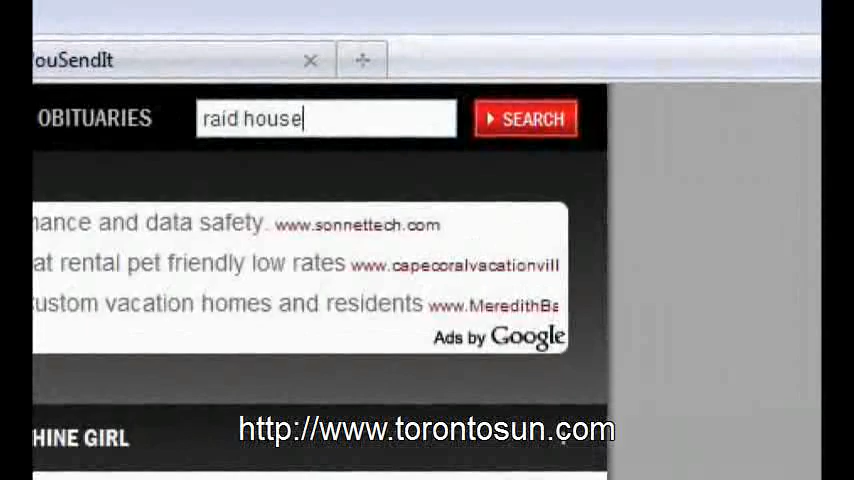 ouSendIt
OBITUARIES
raid house
SEARCH
nance and data safety. www.sonnettech.com
at rental pet friendly low rates www.capecoralvacationvill
custom vacation homes and residents www.MeredithBa
Ads by Google
HINE GIRL
http://www.torontosun.com